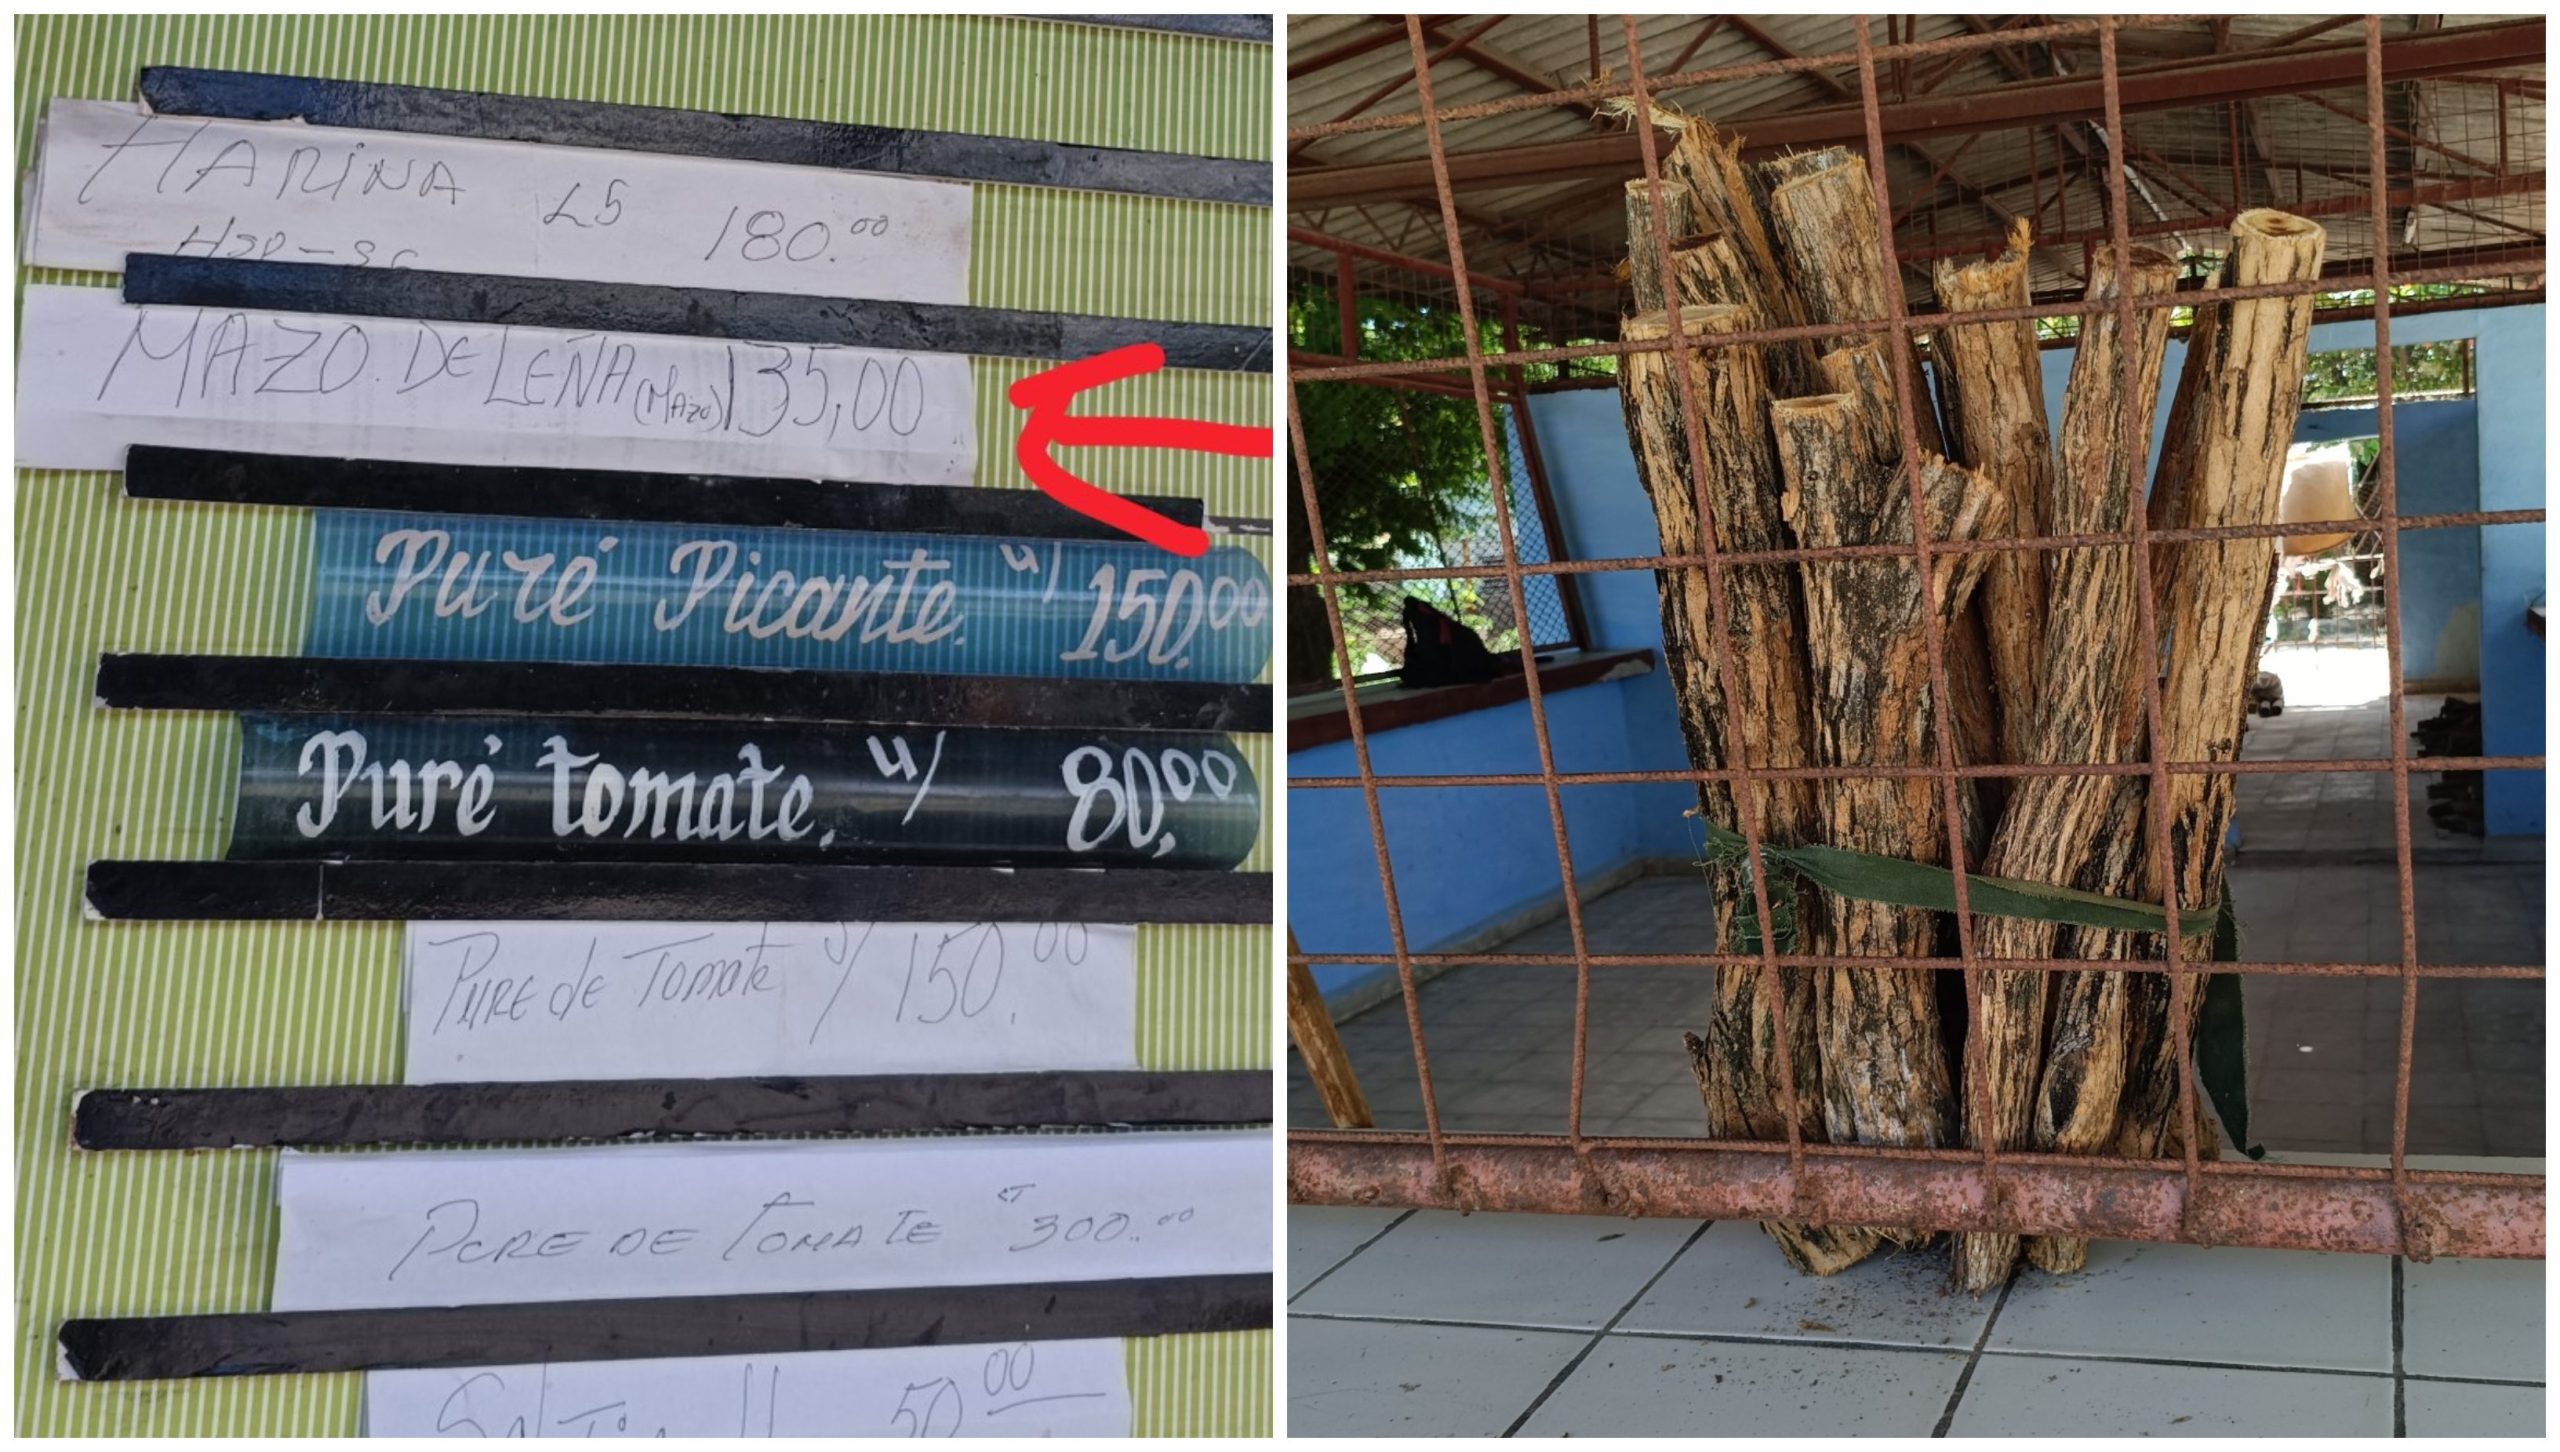 HARINA L5 180.00
MAZO DE LEÑA (MAZO) 135,00
Puré Picante. u/ 150.00
Puré tomate. u/ 80,00
PURE de Tomate u/ 150.00
PURE DE TOMATE 300.00
50 00